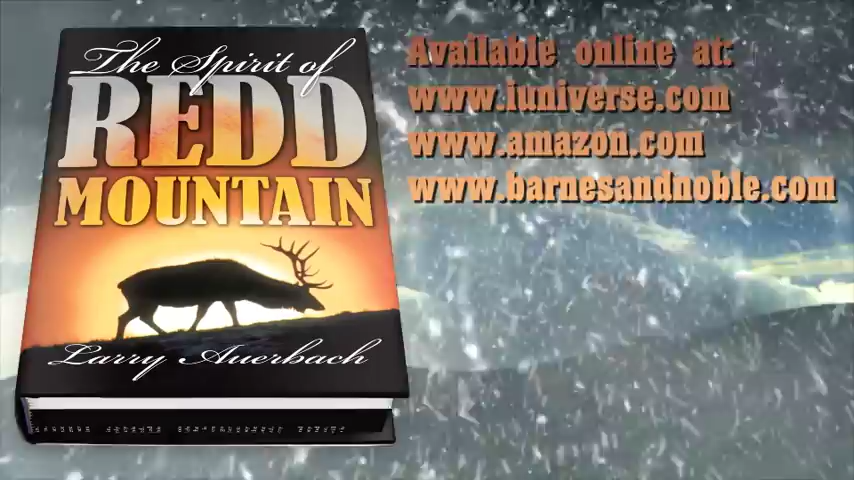 The Spirit of
REDD
MOUNTAIN
Larry Auerbach
Available online at:
www.iuniverse.com
www.amazon.com
www.barnesandnoble.com